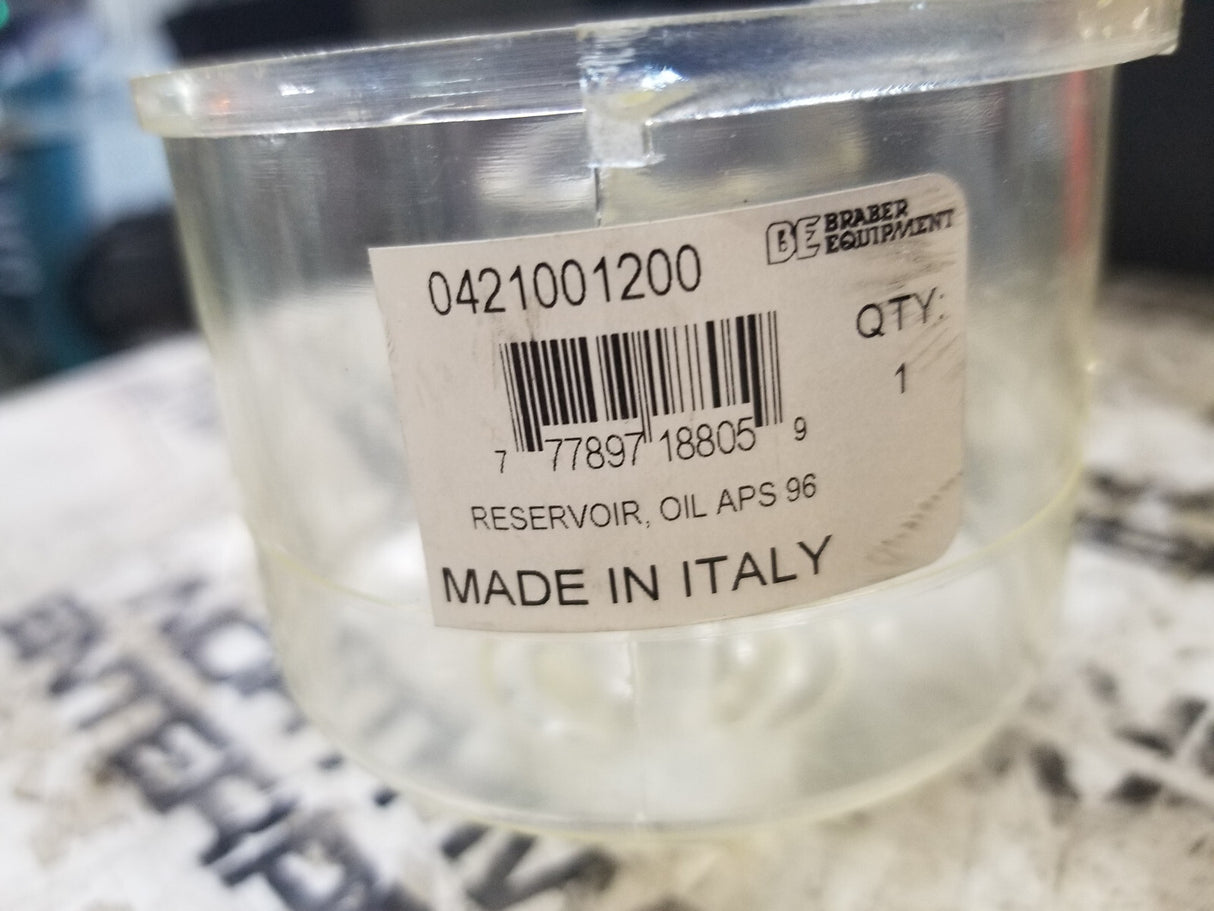 0421001200
BE BRABER
EQUIPMENT
QTY:
1
7 77897 18805 9
RESERVOIR, OIL APS 96
MADE IN ITALY